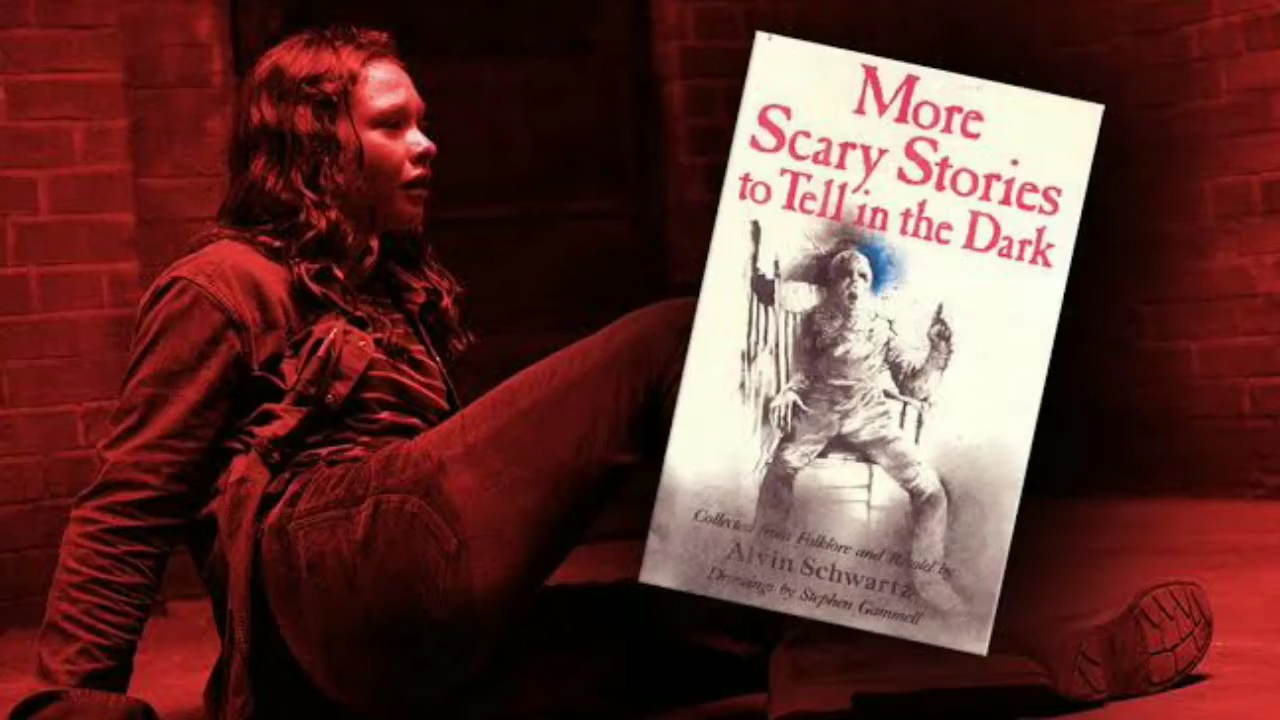 More
Scary Stories
to Tell in the Dark
Collected from Folklore and Retold by
Alvin Schwartz
Drawings by Stephen Gammell